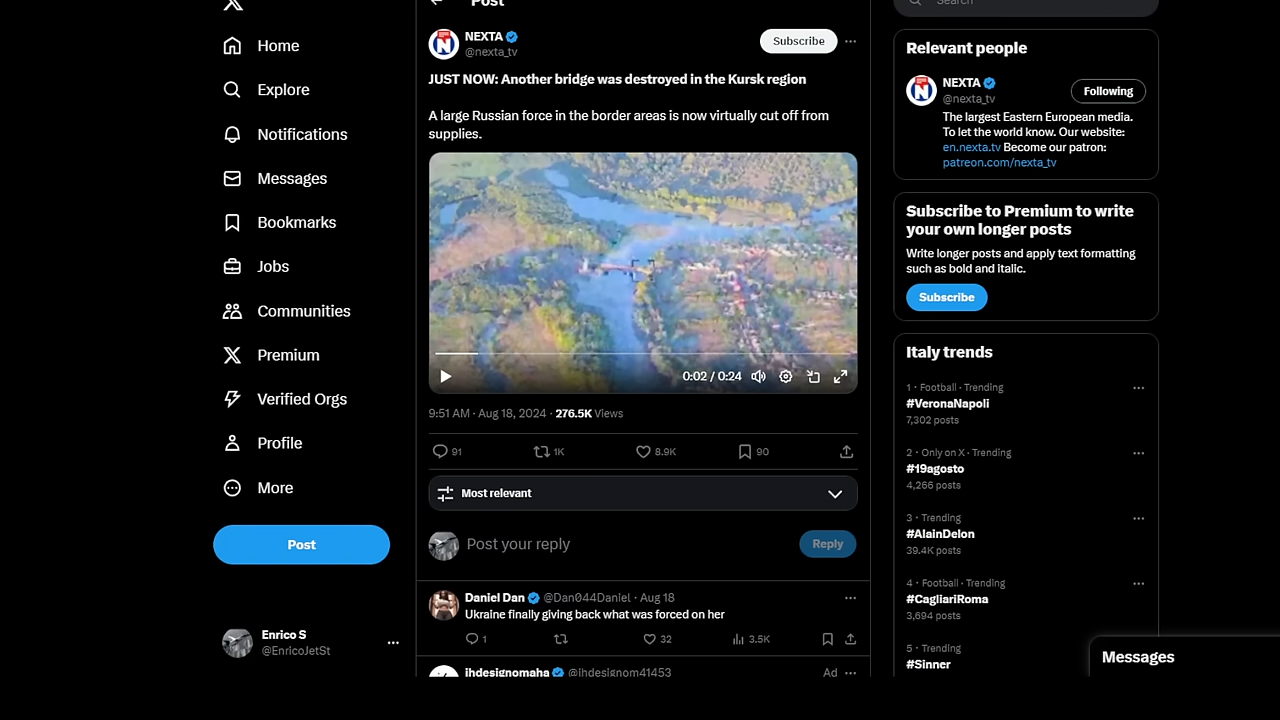 Post
Search
Home
Explore
Notifications
Messages
Bookmarks
Jobs
Communities
Premium
Verified Orgs
Profile
More
Post
Enrico S
@EnricoJetSt
NEXTA
@nexta_tv
Subscribe
JUST NOW: Another bridge was destroyed in the Kursk region
A large Russian force in the border areas is now virtually cut off from
supplies.
0:02 / 0:24
9:51 AM · Aug 18, 2024 · 276.5K Views
91 1K 8.9K 90
Most relevant
Post your reply
Reply
Daniel Dan @Dan044Daniel · Aug 18
Ukraine finally giving back what was forced on her
1 32 3.5K
ihdesignomaha @ihdesignom41453 Ad
Relevant people
NEXTA
@nexta_tv
Following
The largest Eastern European media.
To let the world know. Our website:
en.nexta.tv Become our patron:
patreon.com/nexta_tv
Subscribe to Premium to write
your own longer posts
Write longer posts and apply text formatting
such as bold and italic.
Subscribe
Italy trends
1 · Football · Trending
#VeronaNapoli
7,302 posts
2 · Only on X · Trending
#19agosto
4,266 posts
3 · Trending
#AlainDelon
39.4K posts
4 · Football · Trending
#CagliariRoma
3,694 posts
5 · Trending
#Sinner
Messages